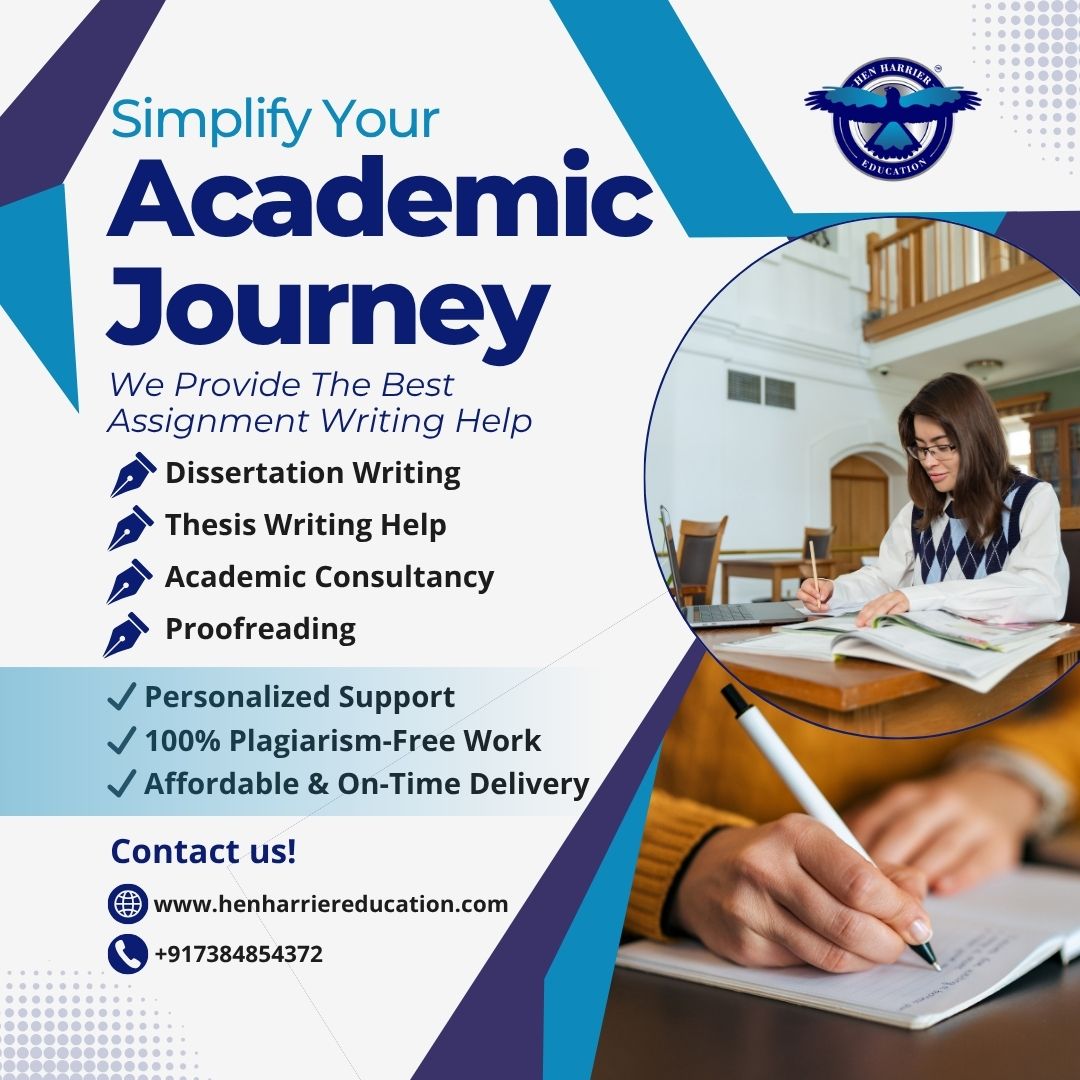 HEN HARRIER
EDUCATION
Simplify Your
Academic
Journey
We Provide The Best
Assignment Writing Help
Dissertation Writing
Thesis Writing Help
Academic Consultancy
Proofreading
Personalized Support
100% Plagiarism-Free Work
Affordable & On-Time Delivery
Contact us!
www.henharriereducation.com
+917384854372